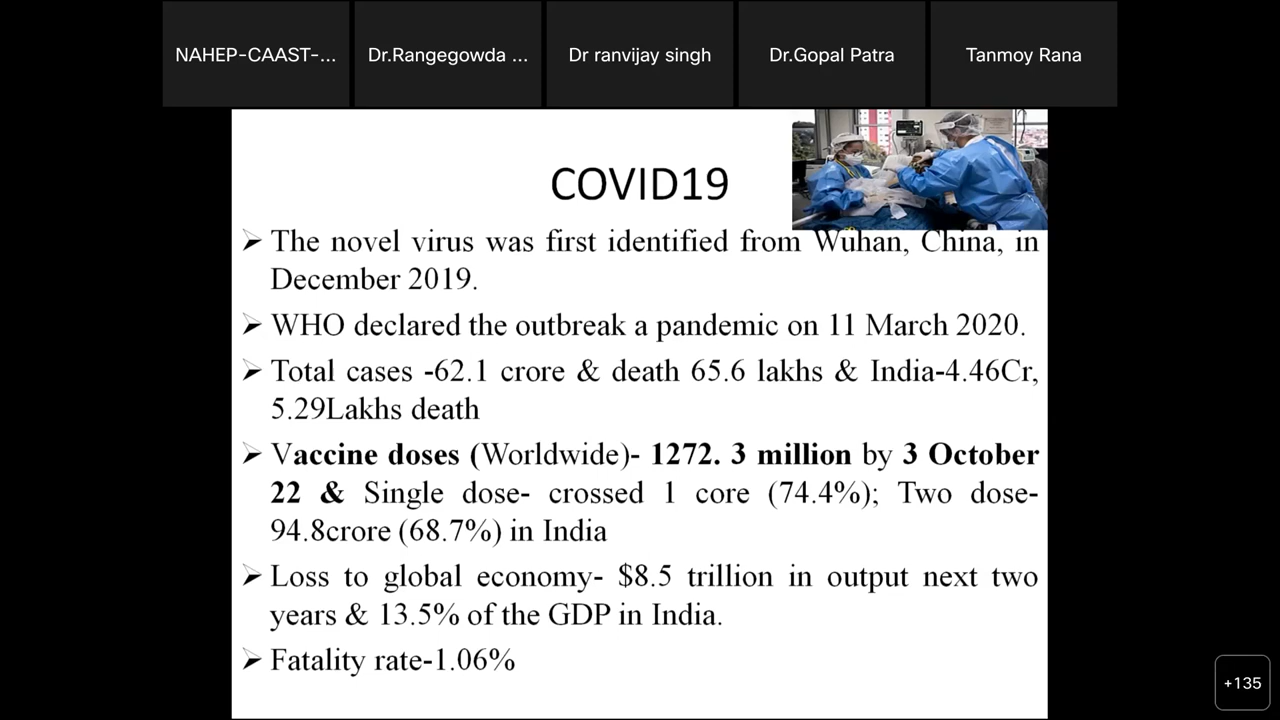 NAHEP-CAAST-...
Dr.Rangegowda ...
Dr ranvijay singh
Dr.Gopal Patra
Tanmoy Rana
COVID19
➢ The novel virus was first identified from Wuhan, China, in
December 2019.
➢ WHO declared the outbreak a pandemic on 11 March 2020.
➢ Total cases -62.1 crore & death 65.6 lakhs & India-4.46Cr,
5.29Lakhs death
➢ Vaccine doses (Worldwide)- 1272. 3 million by 3 October
22 & Single dose- crossed 1 core (74.4%); Two dose-
94.8crore (68.7%) in India
➢ Loss to global economy- $8.5 trillion in output next two
years & 13.5% of the GDP in India.
➢ Fatality rate-1.06%
+135